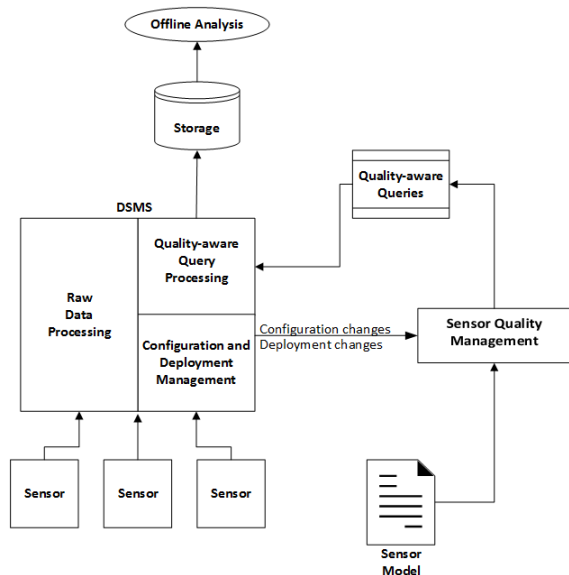 Offline Analysis
Storage
Quality-aware
Queries
DSMS
Quality-aware
Query
Processing
Raw
Data
Processing
Configuration and
Deployment
Management
Configuration changes
Deployment changes
Sensor Quality
Management
Sensor
Sensor
Sensor
Sensor
Model